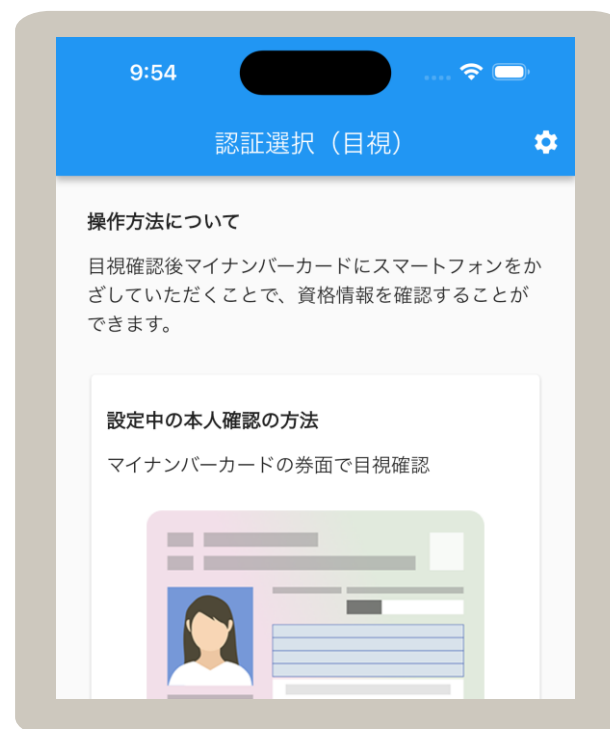 9:54
認証選択（目視）
操作方法について
目視確認後マイナンバーカードにスマートフォンをか
ざしていただくことで、資格情報を確認することが
できます。
設定中の本人確認の方法
マイナンバーカードの券面で目視確認